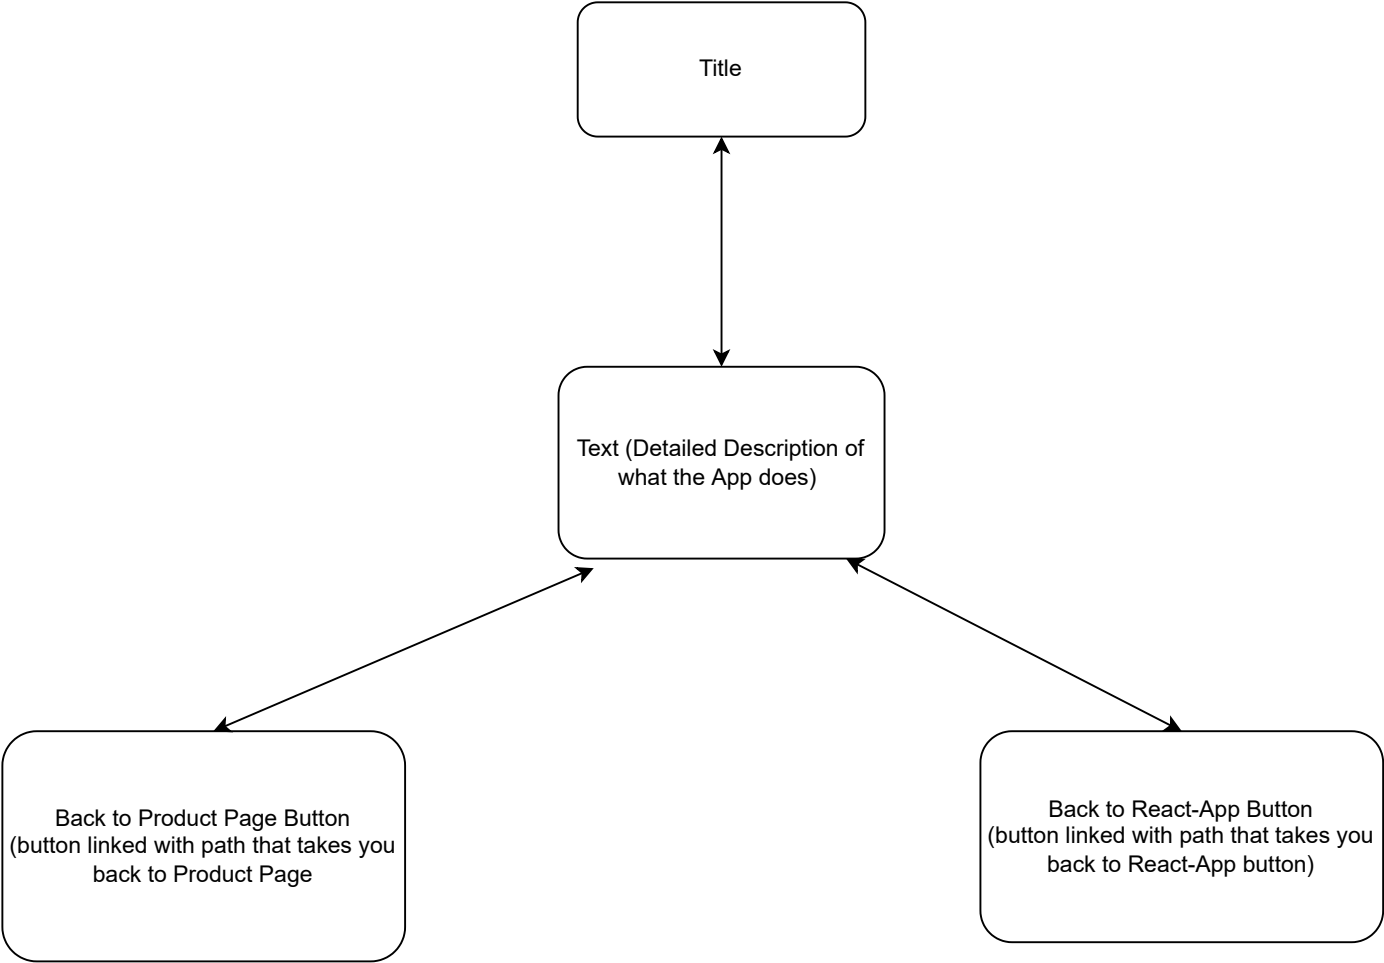 Title
Text (Detailed Description of
what the App does)
Back to Product Page Button
(button linked with path that takes you
back to Product Page
Back to React-App Button
(button linked with path that takes you
back to React-App button)